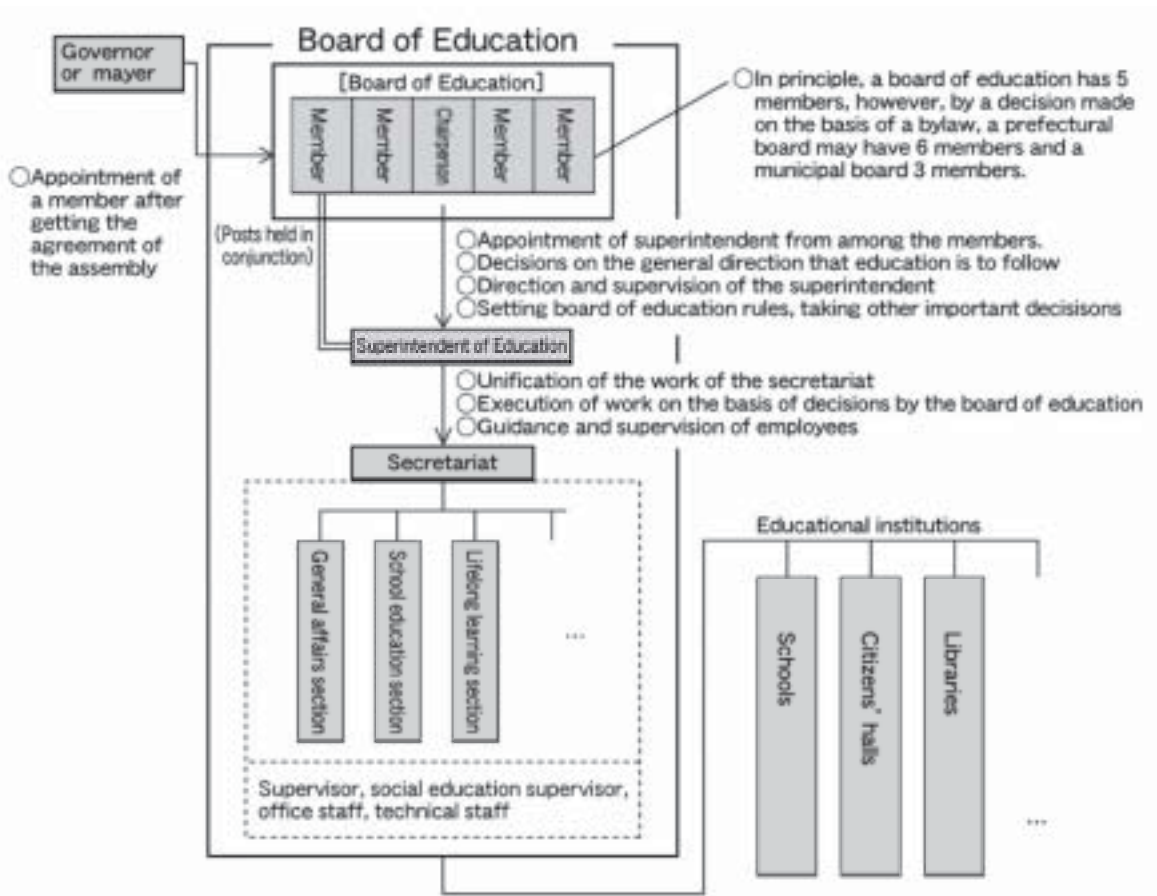 Board of Education
Governor
or mayer
[Board of Education]
Member
Member
Chairperson
Member
Member
○In principle, a board of education has 5
members, however, by a decision made
on the basis of a bylaw, a prefectural
board may have 6 members and a
municipal board 3 members.
○Appointment of
a member after
getting the
agreement of
the assembly
(Posts held in
conjunction)
○Appointment of superintendent from among the members.
○Decisions on the general direction that education is to follow
○Direction and supervision of the superintendent
○Setting board of education rules, taking other important decisisons
Superintendent of Education
○Unification of the work of the secretariat
○Execution of work on the basis of decisions by the board of education
○Guidance and supervision of employees
Secretariat
General affairs section
School education section
Lifelong learning section
...
Supervisor, social education supervisor,
office staff, technical staff
Educational institutions
Schools
Citizens' halls
Libraries
...